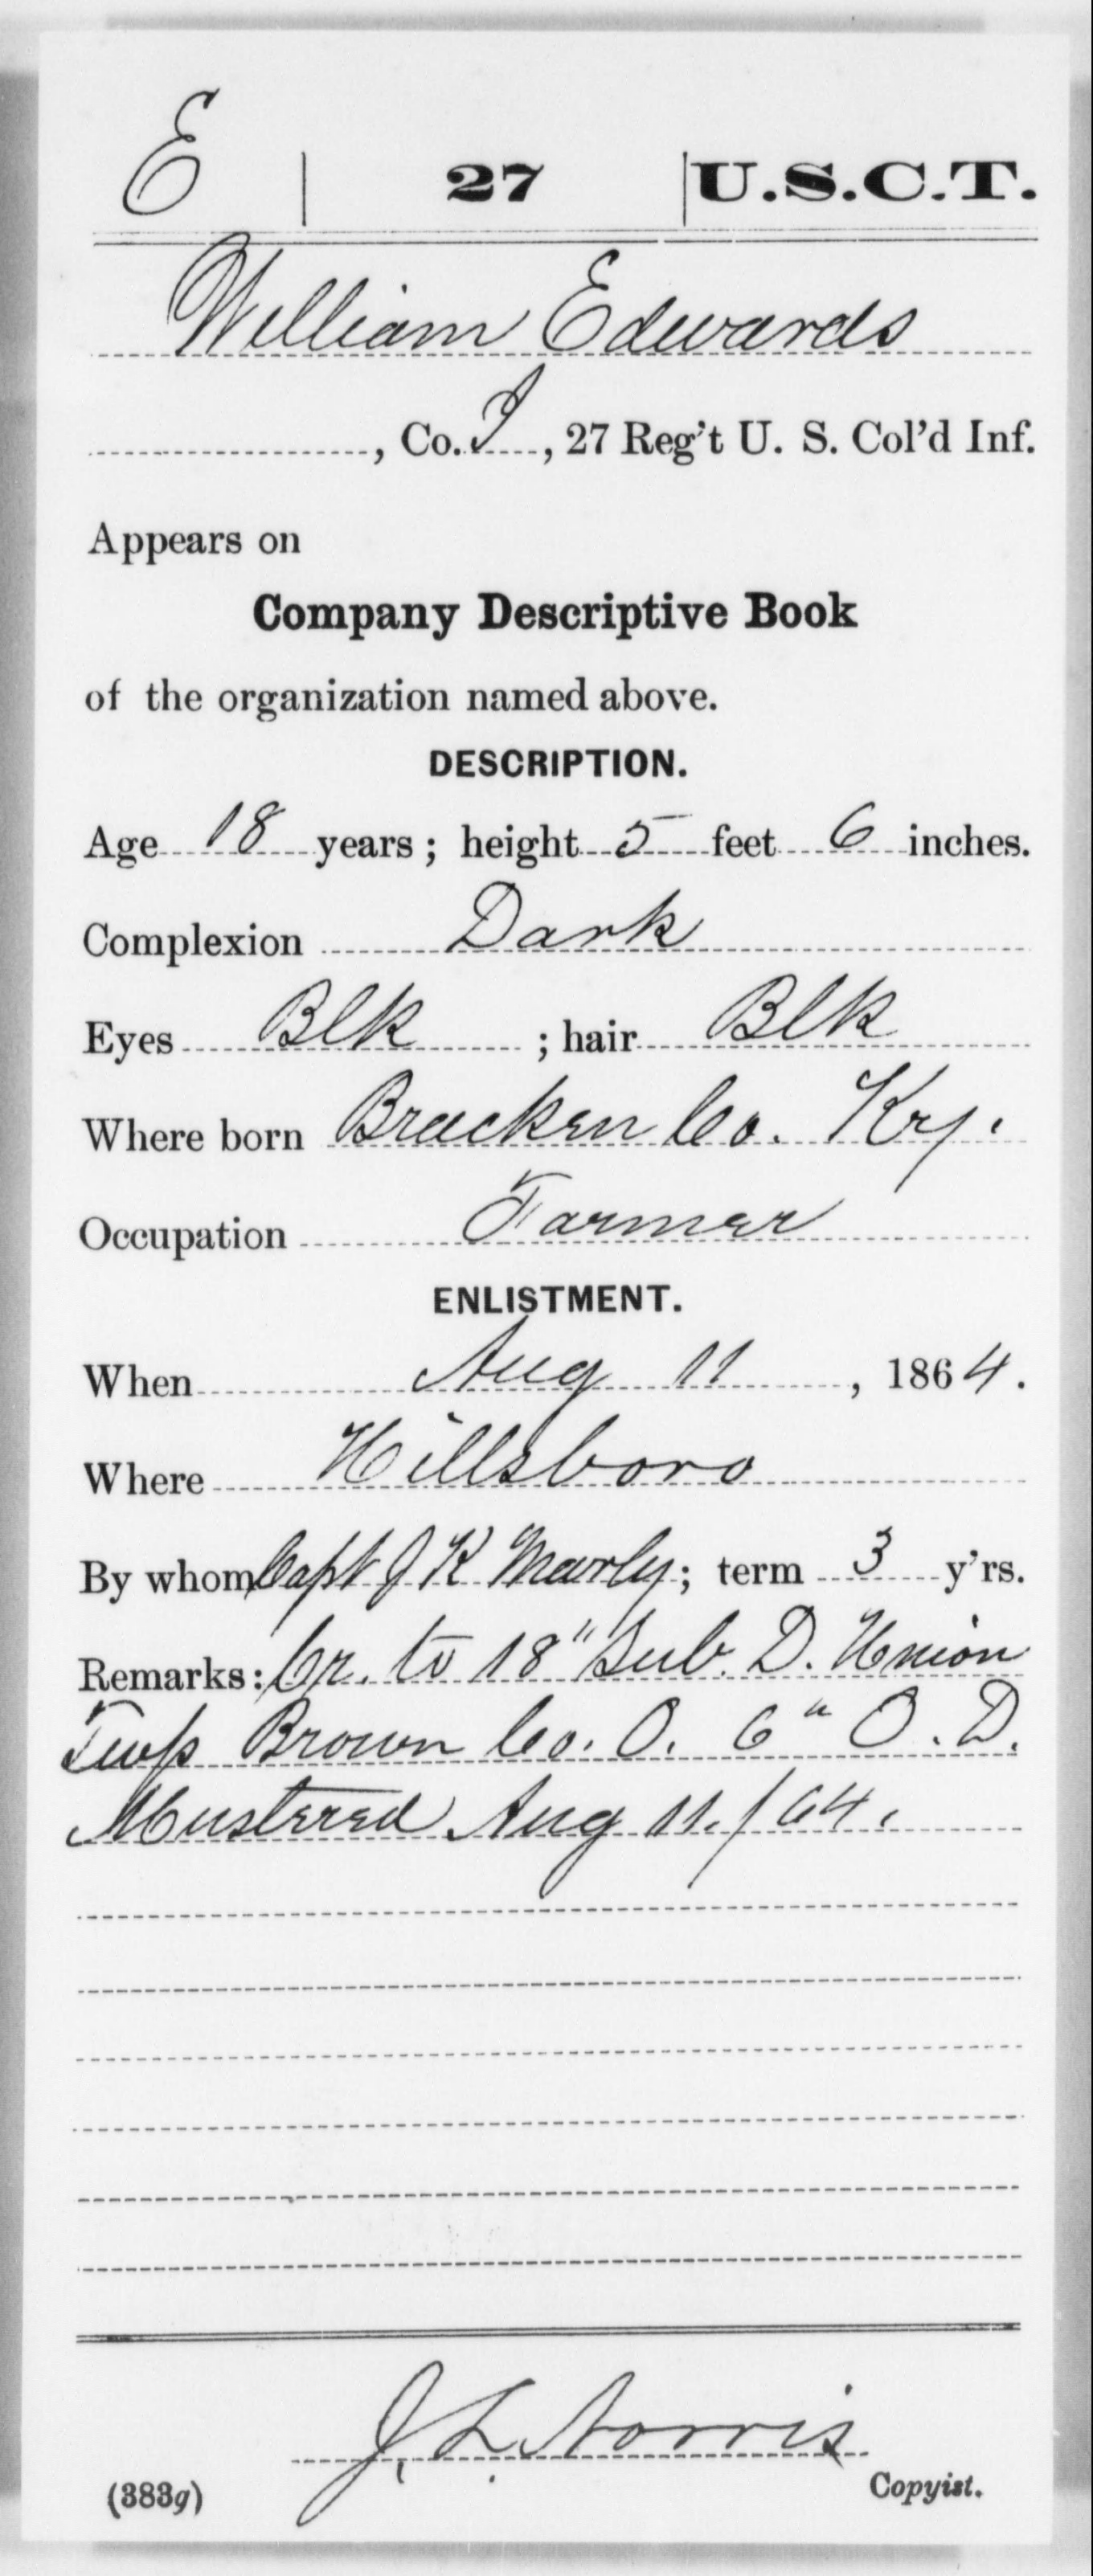 E | 27 | U.S.C.T.
William Edwards
, Co. I, 27 Reg't U. S. Col'd Inf.
Appears on
Company Descriptive Book
of the organization named above.
DESCRIPTION.
Age 18 years; height 5 feet 6 inches.
Complexion Dark
Eyes Blk; hair Blk
Where born Bracken Co. Ky.
Occupation Farmer
ENLISTMENT.
When Aug 11, 1864.
Where Hillsboro
By whom Capt J K; term 3 y'rs.
Remarks: Cr. to 18" Sub. D. Union
Twp Brown Co. O. 6" O. D.
Mustered Aug 11./64.
J. L. Norris
(383g) Copyist.